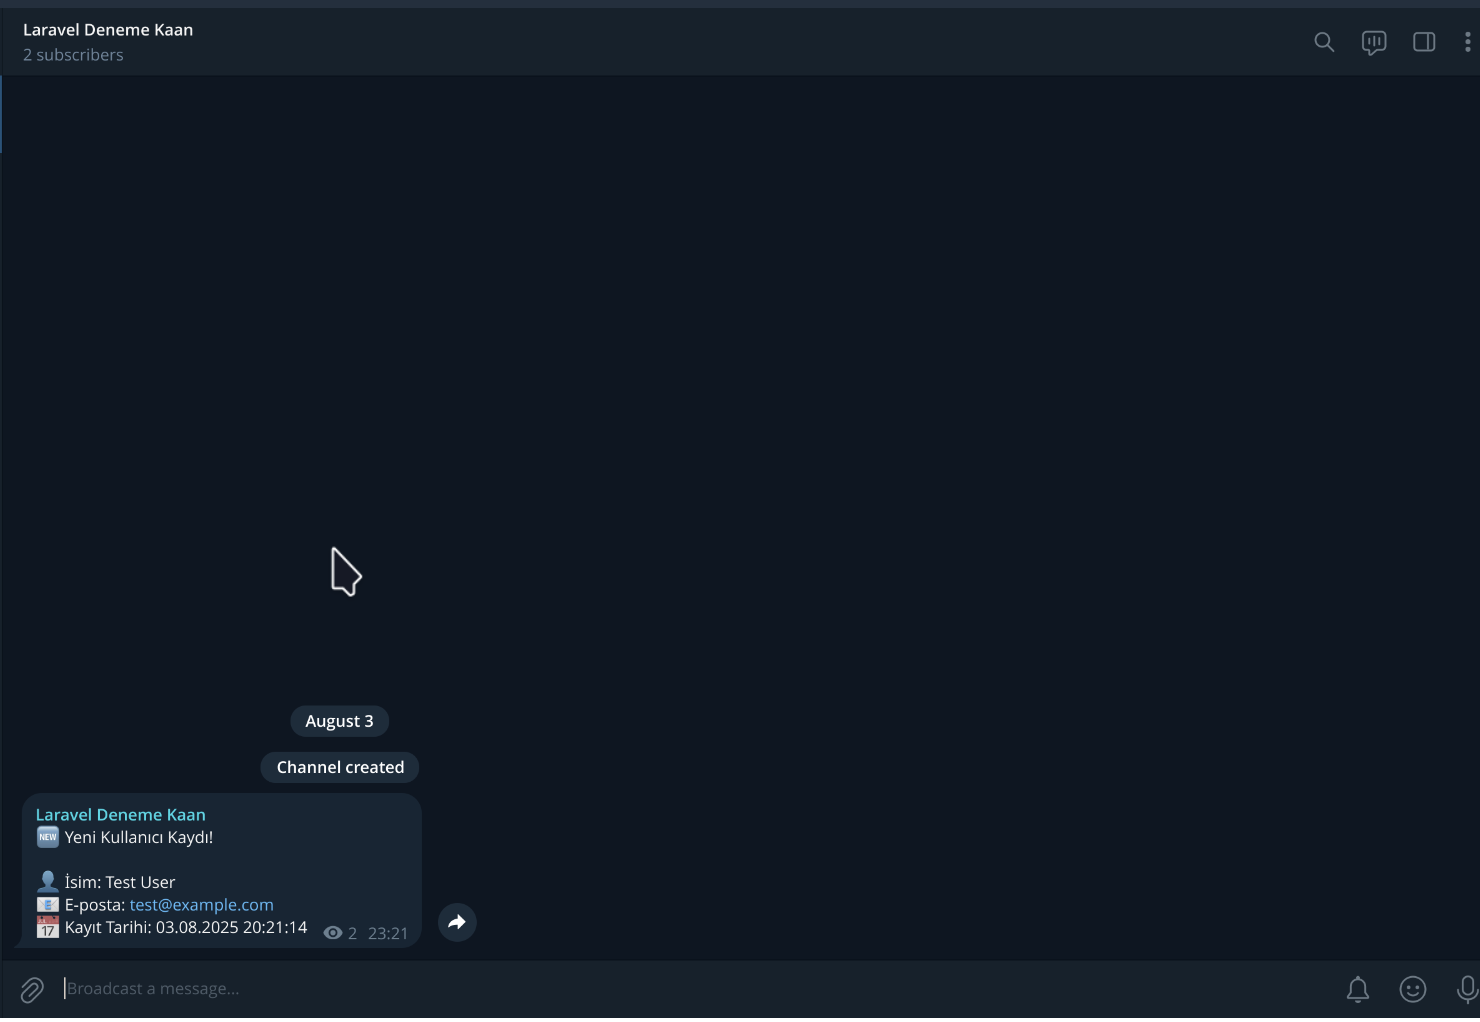 Laravel Deneme Kaan
2 subscribers
August 3
Channel created
Laravel Deneme Kaan
🆕 Yeni Kullanıcı Kaydı!
👤 İsim: Test User
📧 E-posta: test@example.com
📅 Kayıt Tarihi: 03.08.2025 20:21:14
2 23:21
Broadcast a message...